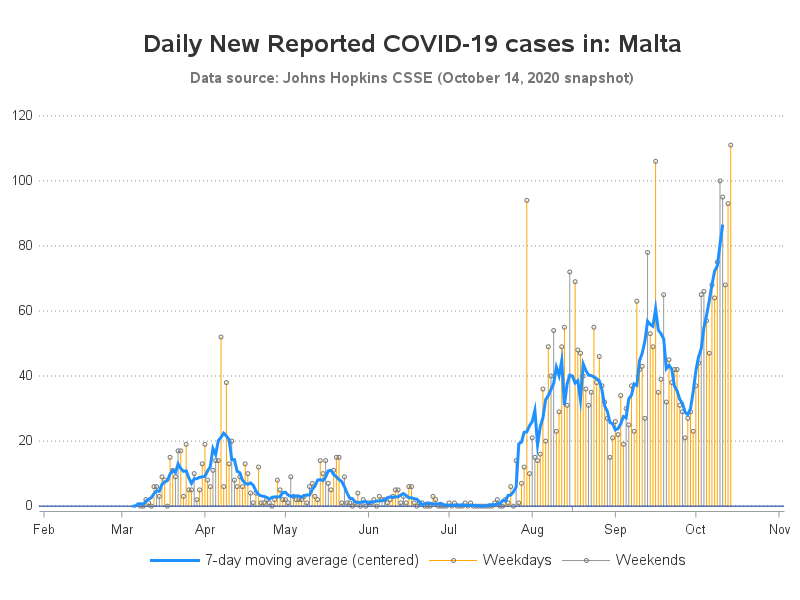 Daily New Reported COVID-19 cases in: Malta
Data source: Johns Hopkins CSSE (October 14, 2020 snapshot)
120
100
80
60
40
20
0
Feb Mar Apr May Jun Jul Aug Sep Oct Nov
7-day moving average (centered) Weekdays Weekends